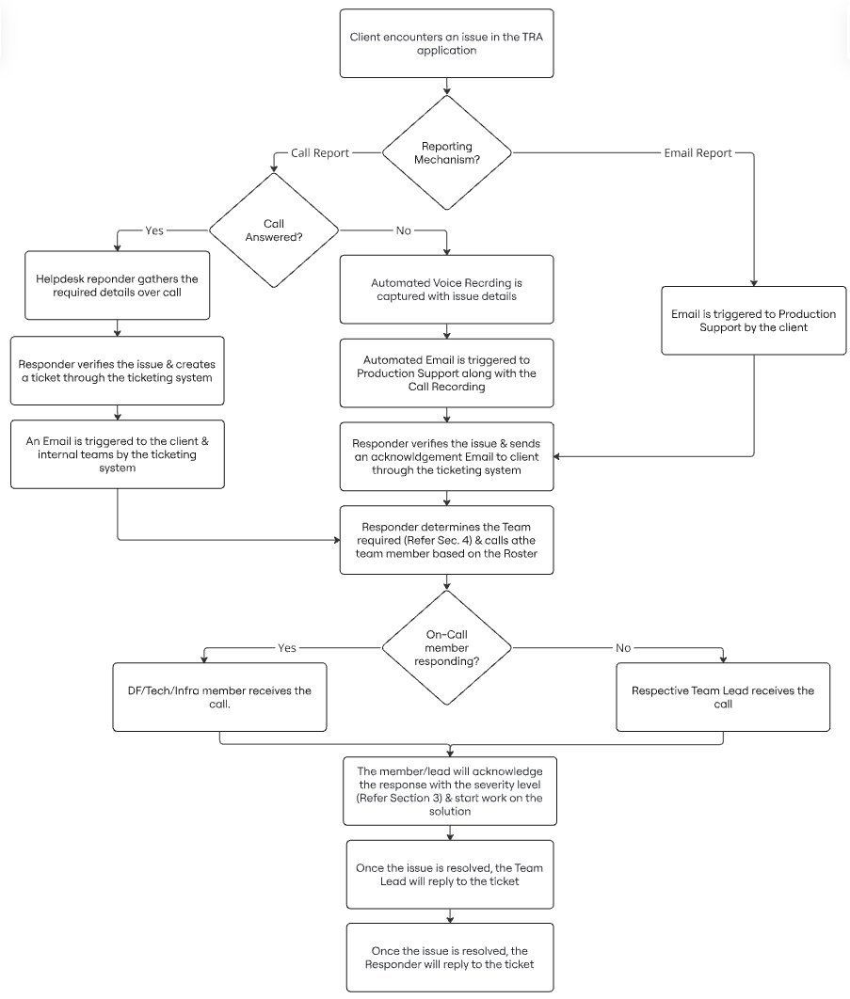 Client encounters an issue in the TRA
application
Reporting
Mechanism?
Call Report
Email Report
Call
Answered?
Yes
No
Helpdesk reponder gathers the
required details over call
Automated Voice Recrding is
captured with issue details
Email is triggered to Production
Support by the client
Responder verifies the issue & creates
a ticket through the ticketing system
Automated Email is triggered to
Production Support along with the
Call Recording
An Email is triggered to the client &
internal teams by the ticketing
system
Responder verifies the issue & sends
an acknowldgement Email to client
through the ticketing system
Responder determines the Team
required (Refer Sec. 4) & calls athe
team member based on the Roster
On-Call
member
responding?
Yes
No
DF/Tech/Infra member receives the
call.
Respective Team Lead receives the
call
The member/lead will acknowledge
the response with the severity level
(Refer Section 3) & start work on the
solution
Once the issue is resolved, the Team
Lead will reply to the ticket
Once the issue is resolved, the
Responder will reply to the ticket